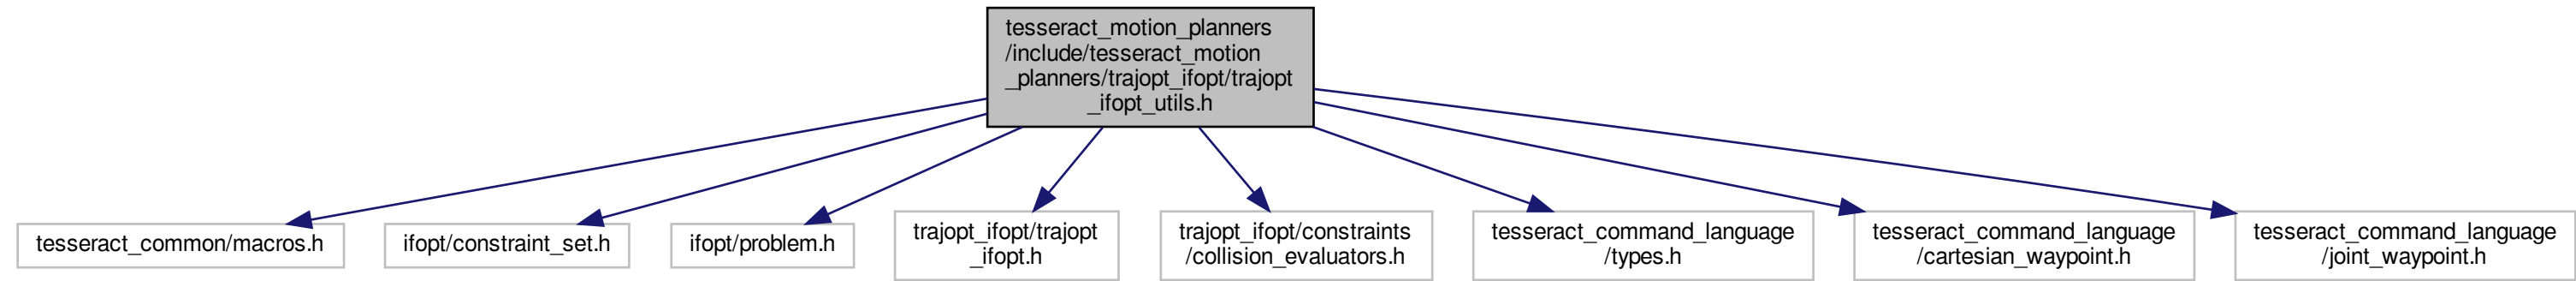 tesseract_motion_planners
/include/tesseract_motion
_planners/trajopt_ifopt/trajopt
_ifopt_utils.h
tesseract_common/macros.h
ifopt/constraint_set.h
ifopt/problem.h
trajopt_ifopt/trajopt
_ifopt.h
trajopt_ifopt/constraints
/collision_evaluators.h
tesseract_command_language
/types.h
tesseract_command_language
/cartesian_waypoint.h
tesseract_command_language
/joint_waypoint.h